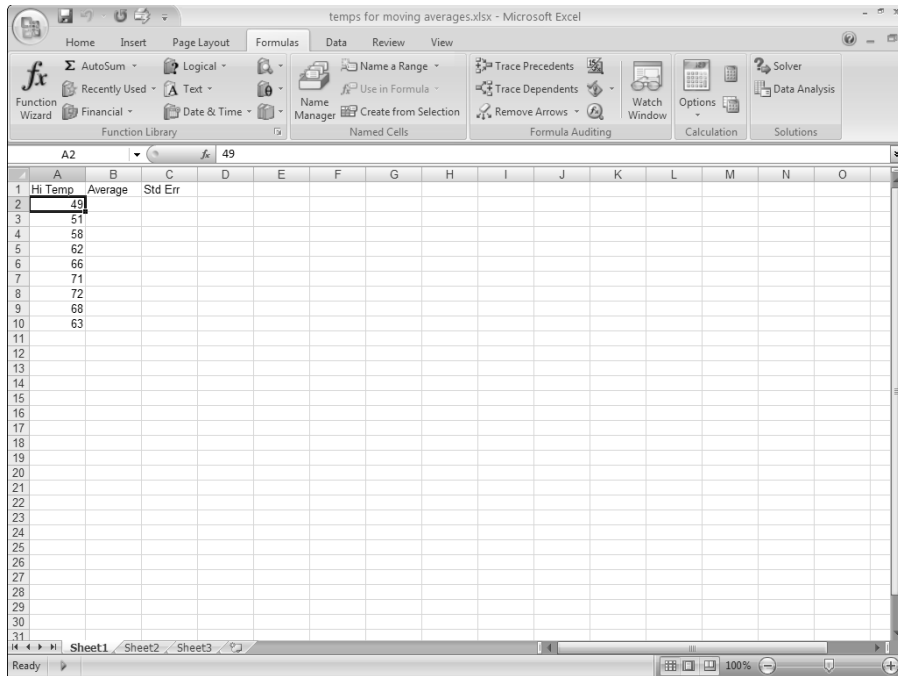 temps for moving averages.xlsx - Microsoft Excel
Home Insert Page Layout Formulas Data Review View
fx Σ AutoSum Logical Name a Range Trace Precedents Solver
Recently Used Text Use in Formula Trace Dependents Data Analysis
Function Wizard Financial Date & Time Name Manager Create from Selection Remove Arrows Watch Window Options
Function Library Named Cells Formula Auditing Calculation Solutions
A2 fx 49
A B C D E F G H I J K L M N O
1 Hi Temp Average Std Err
2 49
3 51
4 58
5 62
6 66
7 71
8 72
9 68
10 63
11
12
13
14
15
16
17
18
19
20
21
22
23
24
25
26
27
28
29
30
31
Sheet1 Sheet2 Sheet3
Ready 100%